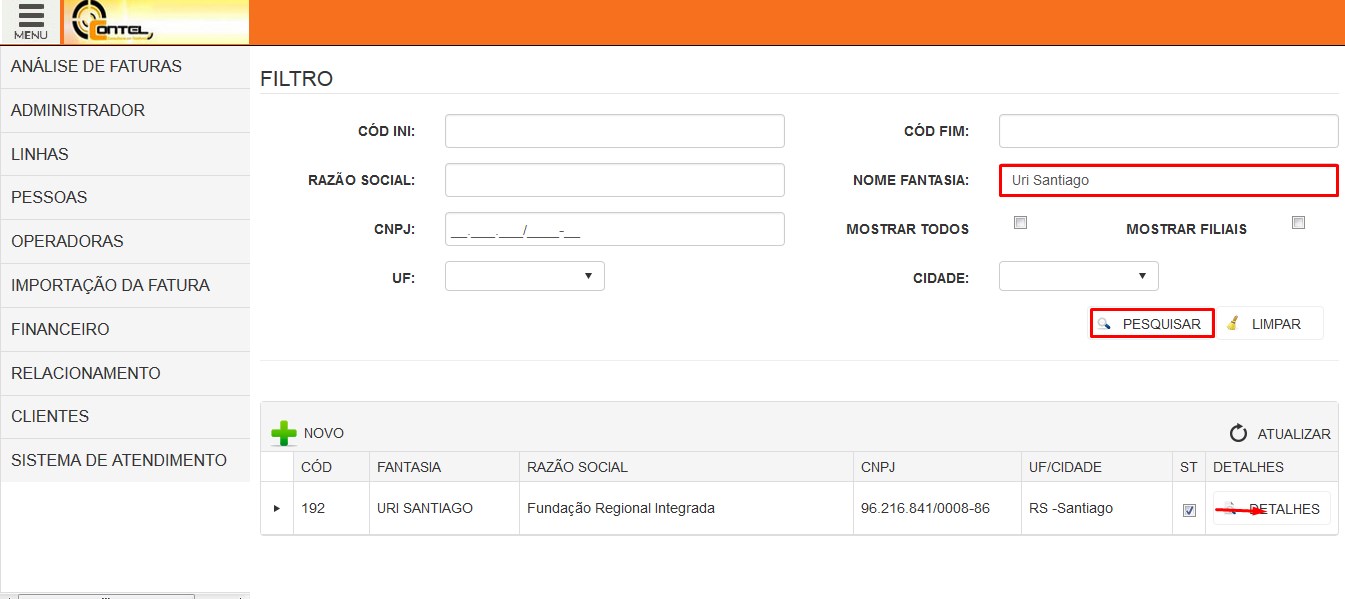 MENU
CONTEL
ANÁLISE DE FATURAS
ADMINISTRADOR
LINHAS
PESSOAS
OPERADORAS
IMPORTAÇÃO DA FATURA
FINANCEIRO
RELACIONAMENTO
CLIENTES
SISTEMA DE ATENDIMENTO
FILTRO
CÓD INI: CÓD FIM:
RAZÃO SOCIAL: NOME FANTASIA: Uri Santiago
CNPJ: __.___.___/____-__ MOSTRAR TODOS MOSTRAR FILIAIS
UF: CIDADE:
PESQUISAR LIMPAR
NOVO ATUALIZAR
CÓD FANTASIA RAZÃO SOCIAL CNPJ UF/CIDADE ST DETALHES
192 URI SANTIAGO Fundação Regional Integrada 96.216.841/0008-86 RS -Santiago DETALHES